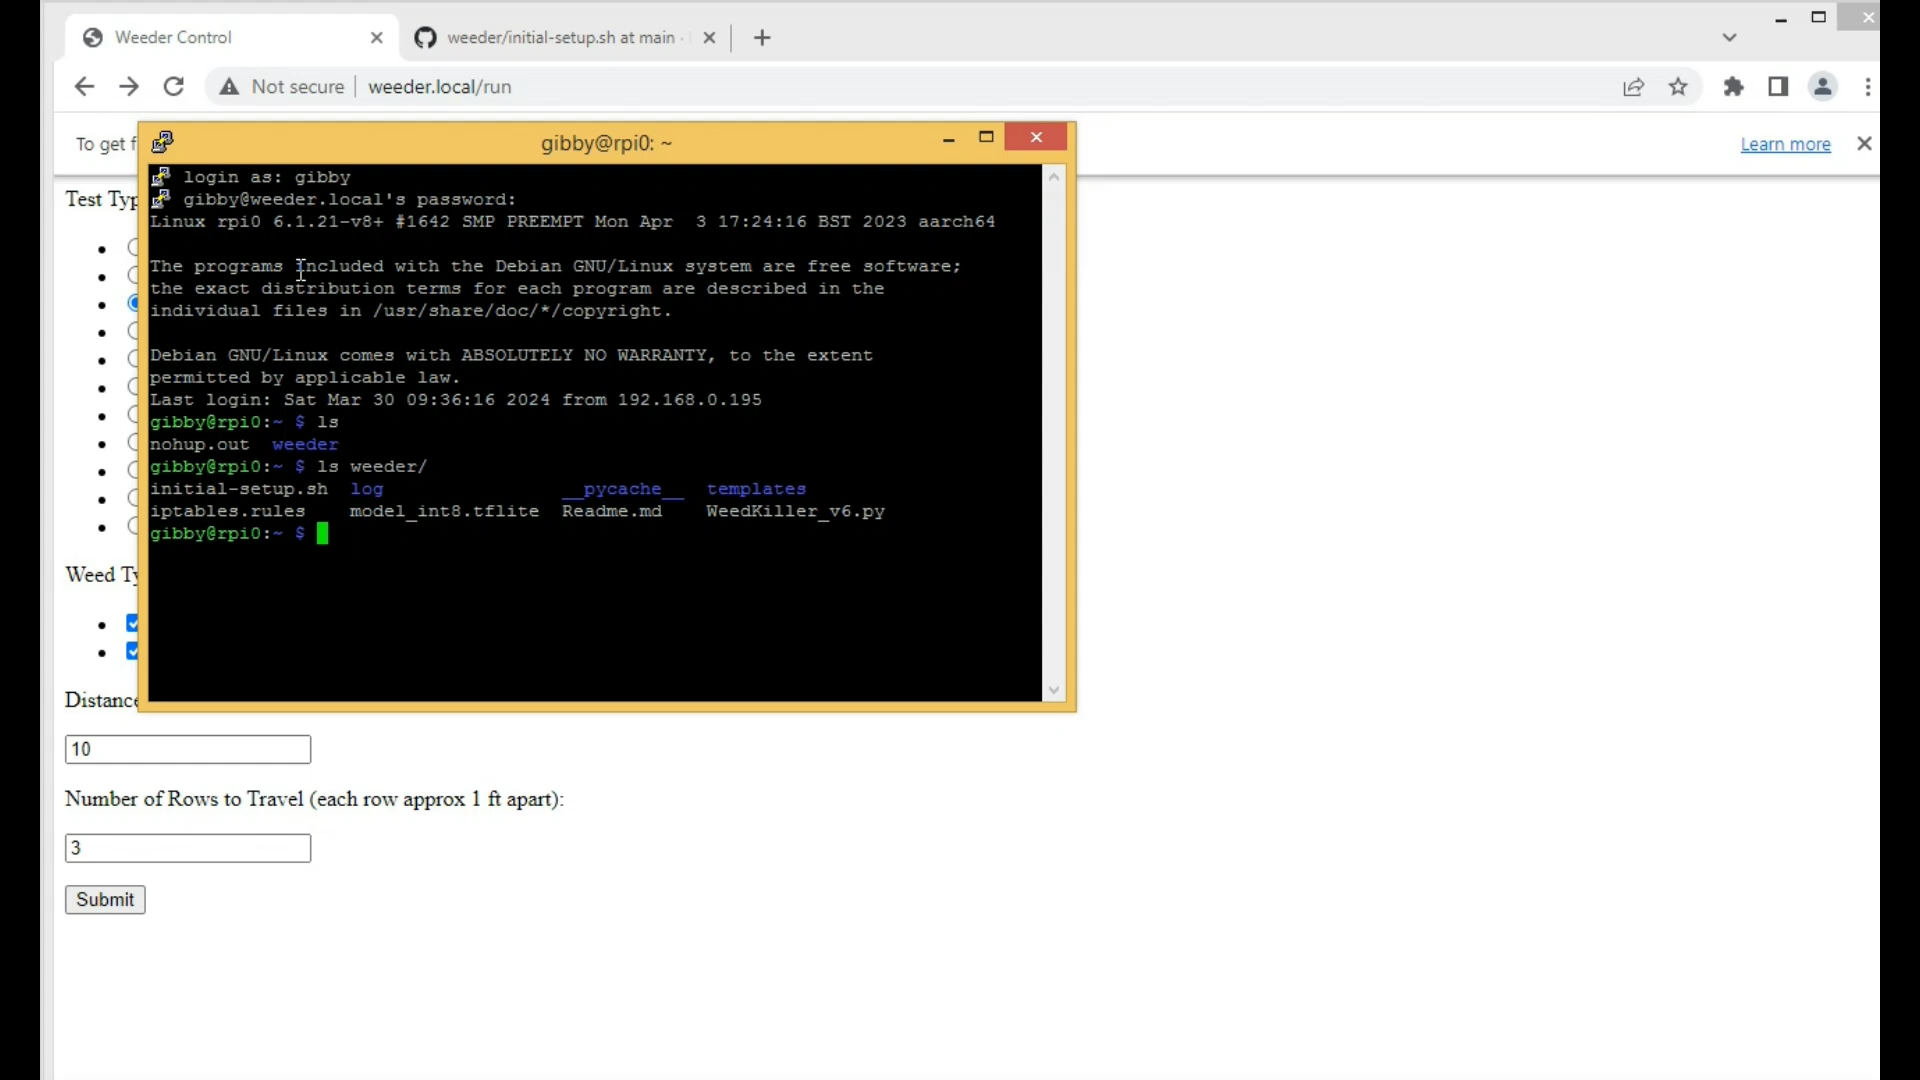 Weeder Control
weeder/initial-setup.sh at main ·
Not secure
weeder.local/run
To get f
Learn more
gibby@rpi0: ~
login as: gibby
gibby@weeder.local's password:
Linux rpi0 6.1.21-v8+ #1642 SMP PREEMPT Mon Apr  3 17:24:16 BST 2023 aarch64
The programs included with the Debian GNU/Linux system are free software;
the exact distribution terms for each program are described in the
individual files in /usr/share/doc/*/copyright.
Debian GNU/Linux comes with ABSOLUTELY NO WARRANTY, to the extent
permitted by applicable law.
Last login: Sat Mar 30 09:36:16 2024 from 192.168.0.195
gibby@rpi0:~ $ ls
nohup.out  weeder
gibby@rpi0:~ $ ls weeder/
initial-setup.sh  log                __pycache__  templates
iptables.rules    model_int8.tflite  Readme.md    WeedKiller_v6.py
gibby@rpi0:~ $
Test Typ
Weed Ty
Distance
10
Number of Rows to Travel (each row approx 1 ft apart):
3
Submit